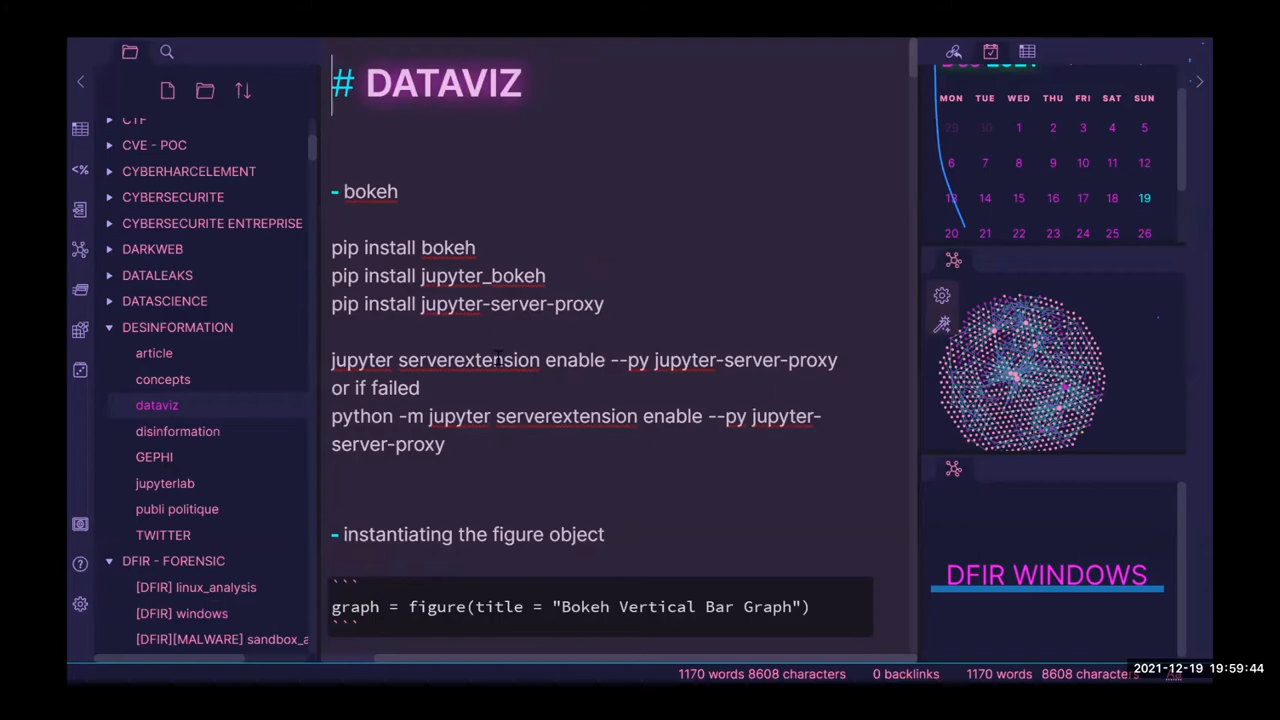 # DATAVIZ
- bokeh
pip install bokeh
pip install jupyter_bokeh
pip install jupyter-server-proxy
jupyter serverextension enable --py jupyter-server-proxy
or if failed
python -m jupyter serverextension enable --py jupyter-
server-proxy
- instantiating the figure object
```
graph = figure(title = "Bokeh Vertical Bar Graph")
```
<%
CTF
CVE - POC
CYBERHARCELEMENT
CYBERSECURITE
CYBERSECURITE ENTREPRISE
DARKWEB
DATALEAKS
DATASCIENCE
DESINFORMATION
article
concepts
dataviz
disinformation
GEPHI
jupyterlab
publi politique
TWITTER
DFIR - FORENSIC
[DFIR] linux_analysis
[DFIR] windows
[DFIR][MALWARE] sandbox_a
MON TUE WED THU FRI SAT SUN
29 30 1 2 3 4 5
6 7 8 9 10 11 12
13 14 15 16 17 18 19
20 21 22 23 24 25 26
DFIR WINDOWS
1170 words 8608 characters 0 backlinks 1170 words 8608 characters Aa
2021-12-19 19:59:44